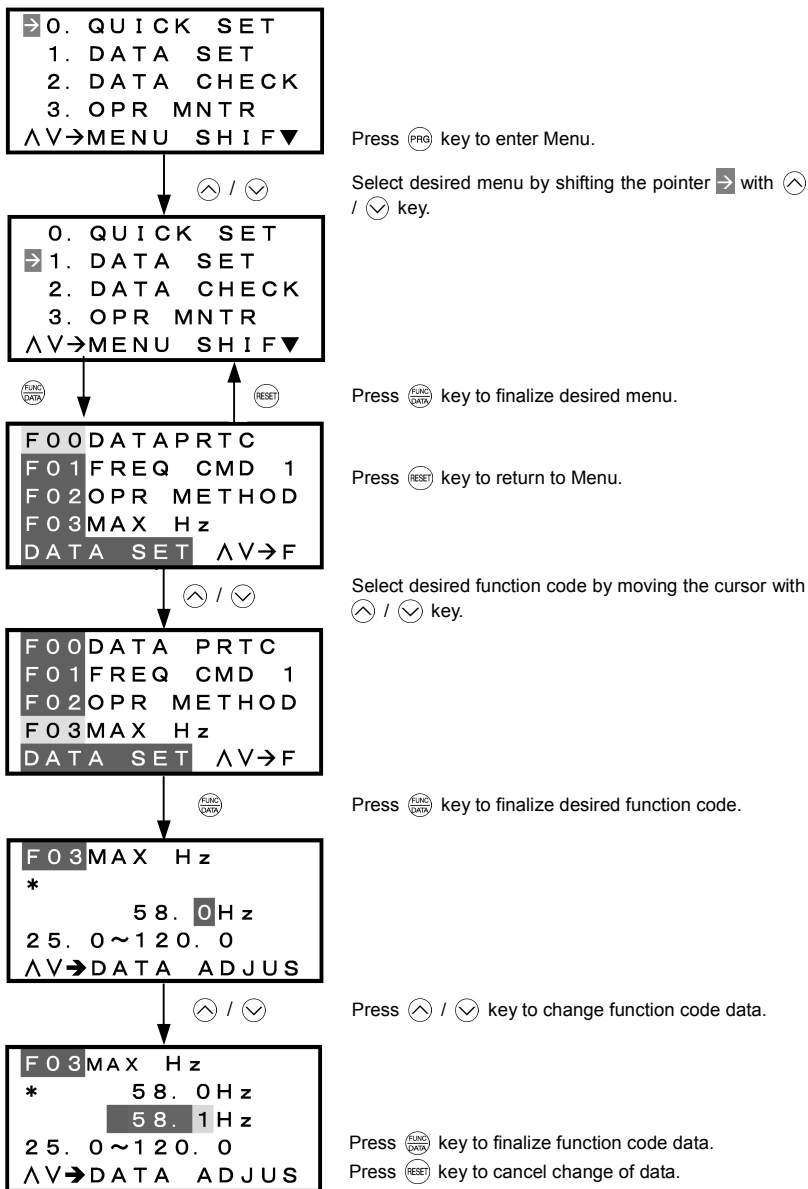 →0. QUICK SET
1. DATA SET
2. DATA CHECK
3. OPR MNTR
∧∨→MENU SHIF▼
Press PRG key to enter Menu.
∧ / ∨
Select desired menu by shifting the pointer → with ∧
/ ∨ key.
0. QUICK SET
→1. DATA SET
2. DATA CHECK
3. OPR MNTR
∧∨→MENU SHIF▼
FUNC DATA
RESET
Press FUNC DATA key to finalize desired menu.
F00DATAPRTC
F01FREQ CMD 1
F02OPR METHOD
F03MAX Hz
DATA SET ∧∨→F
Press RESET key to return to Menu.
∧ / ∨
Select desired function code by moving the cursor with
∧ / ∨ key.
F00DATA PRTC
F01FREQ CMD 1
F02OPR METHOD
F03MAX Hz
DATA SET ∧∨→F
FUNC DATA
Press FUNC DATA key to finalize desired function code.
F03MAX Hz
*
58.0Hz
25.0~120.0
∧∨→DATA ADJUS
∧ / ∨
Press ∧ / ∨ key to change function code data.
F03MAX Hz
* 58.0Hz
58.1Hz
25.0~120.0
∧∨→DATA ADJUS
Press FUNC DATA key to finalize function code data.
Press RESET key to cancel change of data.